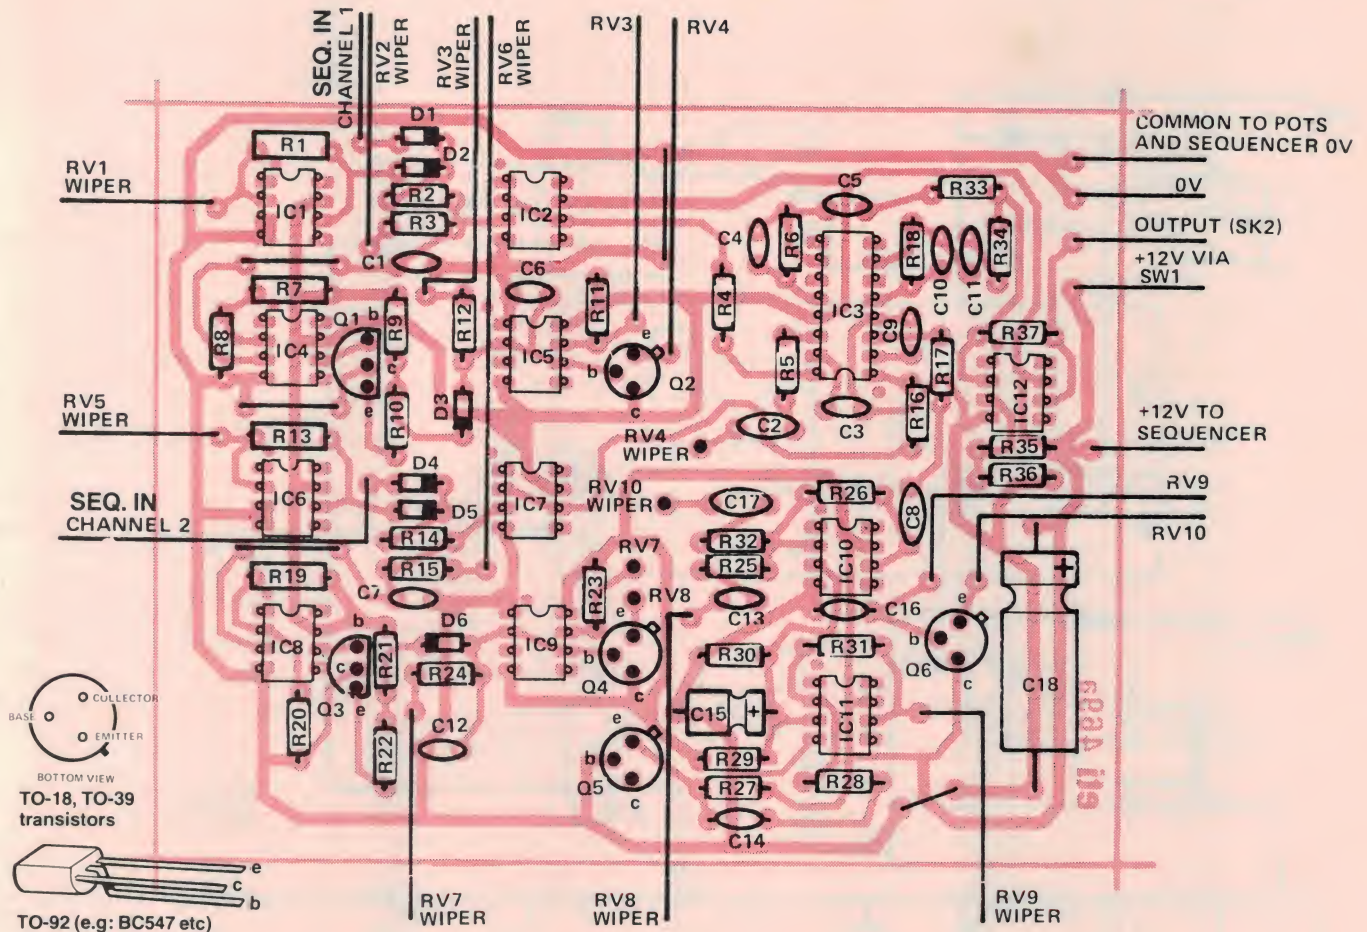 SEQ. IN
CHANNEL 1
RV2
WIPER
RV3
WIPER
RV6
WIPER
RV3
RV4
COMMON TO POTS
AND SEQUENCER 0V
0V
OUTPUT (SK2)
+12V VIA
SW1
RV1
WIPER
R1
D1
D2
R2
R3
IC1
IC2
C1
C5
R33
C4
R6
R18
C10
C11
R34
R7
C6
R11
R4
IC3
C9
R8
IC4
Q1
b
c
e
R9
R12
IC5
b
e
c
Q2
R5
R17
R37
IC12
R10
D3
C3
R16
C2
RV5
WIPER
R13
RV4
WIPER
R35
R36
+12V TO
SEQUENCER
IC6
D4
D5
IC7
RV10
WIPER
C17
R26
C8
RV9
RV10
SEQ. IN
CHANNEL 2
R14
R15
R32
R25
IC10
R19
C7
R23
RV7
RV8
C13
C16
+
IC8
b
c
e
Q3
R21
D6
R24
IC9
e
b
c
Q4
R30
R31
b
e
c
Q6
C18
COLLECTOR
BASE
EMITTER
BOTTOM VIEW
TO-18, TO-39
transistors
R20
R22
C12
C15
+
IC11
e
b
c
Q5
R29
R27
R28
C14
eti 468a
e
c
b
TO-92 (e.g: BC547 etc)
RV7
WIPER
RV8
WIPER
RV9
WIPER